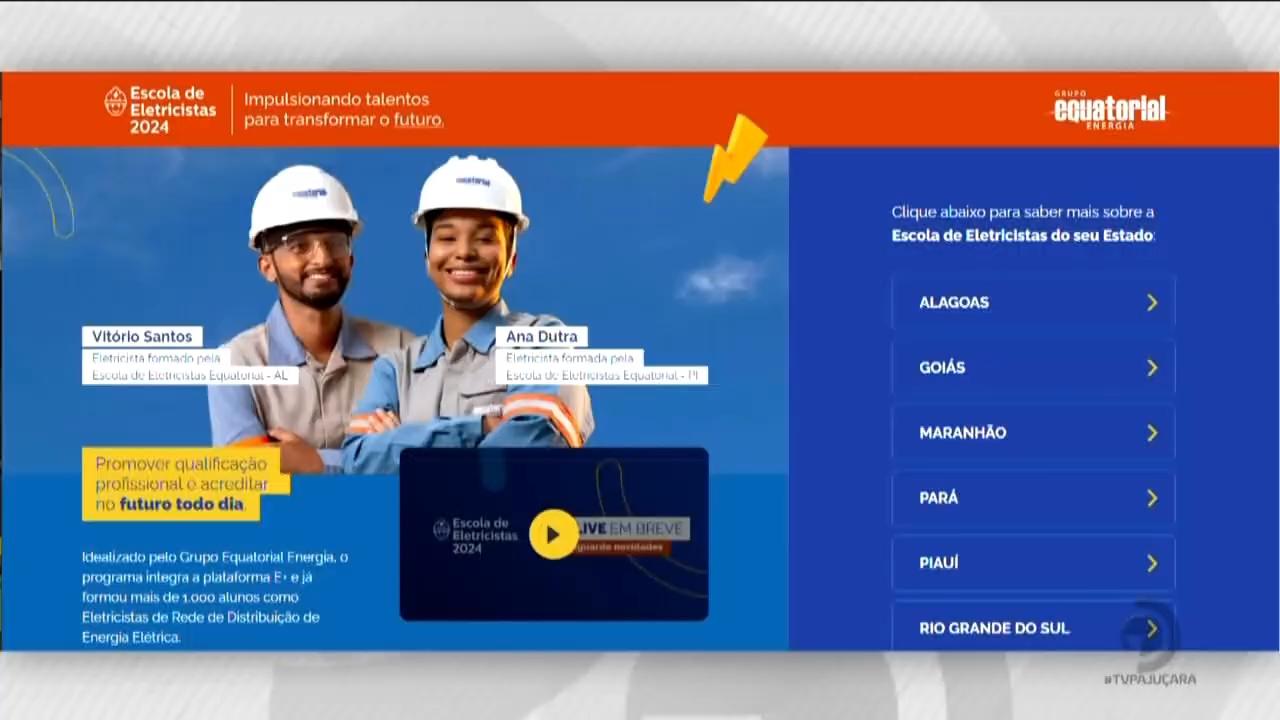 Escola de
Eletricistas
2024
Impulsionando talentos
para transformar o futuro.
GRUPO
equatorial
ENERGIA
equatorial
equatorial
Vitório Santos
Eletricista formado pela
Escola de Eletricistas Equatorial - AL
Ana Dutra
Eletricista formada pela
Escola de Eletricistas Equatorial - PI
Promover qualificação
profissional é acreditar
no futuro todo dia.
Idealizado pelo Grupo Equatorial Energia, o
programa integra a plataforma E+ e já
formou mais de 1.000 alunos como
Eletricistas de Rede de Distribuição de
Energia Elétrica.
Escola de
Eletricistas
2024
LIVE EM BREVE
novidades
Clique abaixo para saber mais sobre a
Escola de Eletricistas do seu Estado:
ALAGOAS
GOIÁS
MARANHÃO
PARÁ
PIAUÍ
RIO GRANDE DO SUL
#TVPAJUÇARA